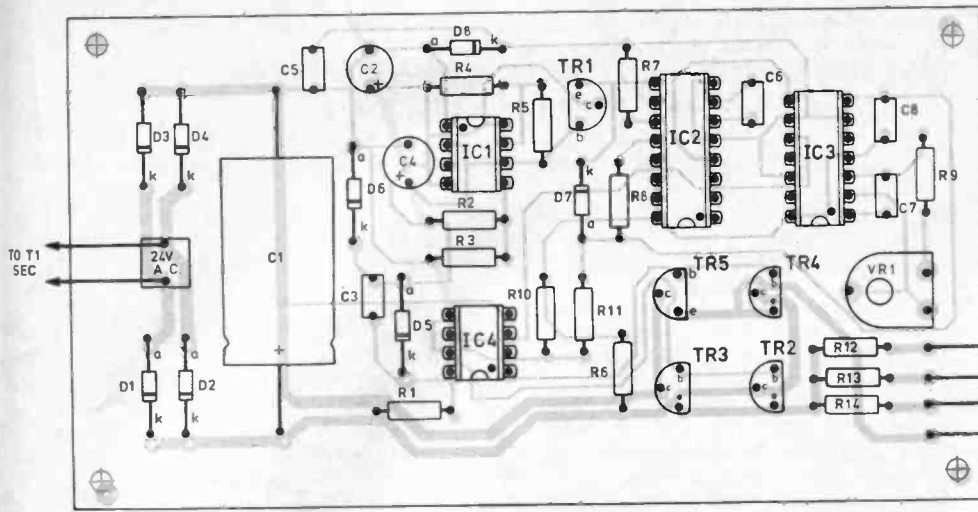 D8
a k
C5
C2
+
R4
R7
TR1
e
c
b
C6
C8
D3
D4
k k
R5
IC1
IC2
IC3
R9
C4
+
a
D6
k
k
D7
a
R8
C7
R2
R3
TO T1
SEC
24V
A.C.
C1
+
C3
a
D5
k
TR5
b
c
e
TR4
b
c
e
VR1
R10
R11
IC4
a a
D1
D2
k k
R1
R6
TR3
b
c
e
TR2
b
c
e
R12
R13
R14